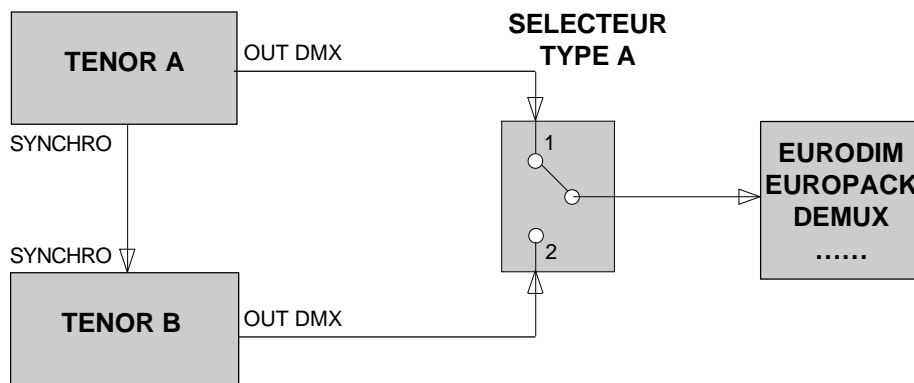 SELECTEUR
TYPE A
TENOR A
OUT DMX
SYNCHRO
1
EURODIM
EUROPACK
DEMUX
......
2
SYNCHRO
TENOR B
OUT DMX